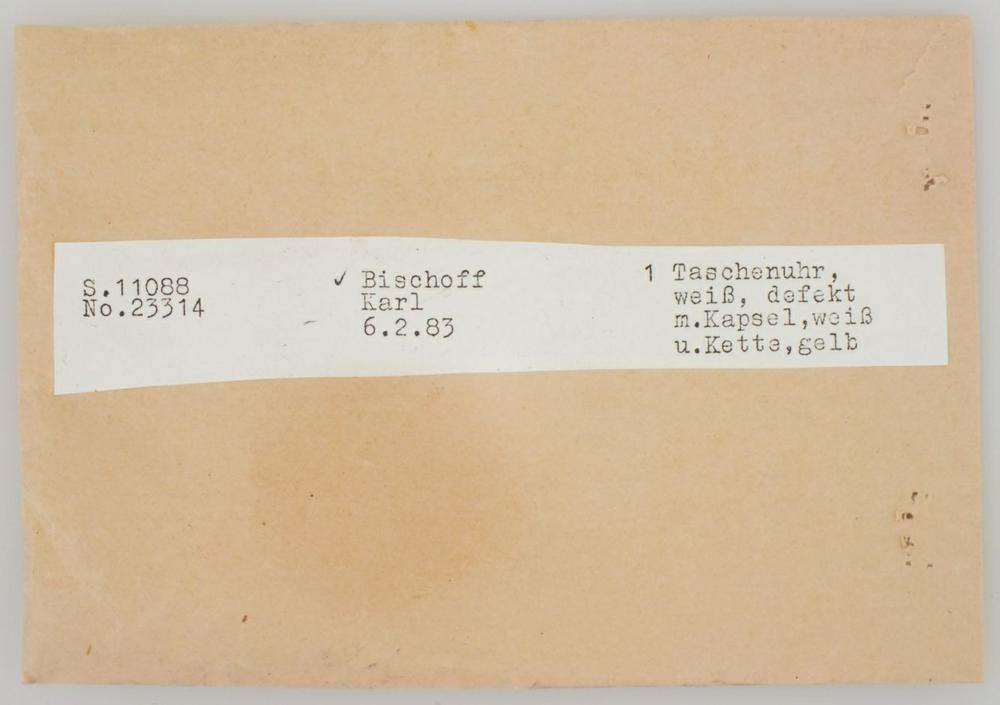 S.11088
No.23314
✓ Bischoff
Karl
6.2.83
1 Taschenuhr,
weiß, defekt
m.Kapsel,weiß
u.Kette,gelb